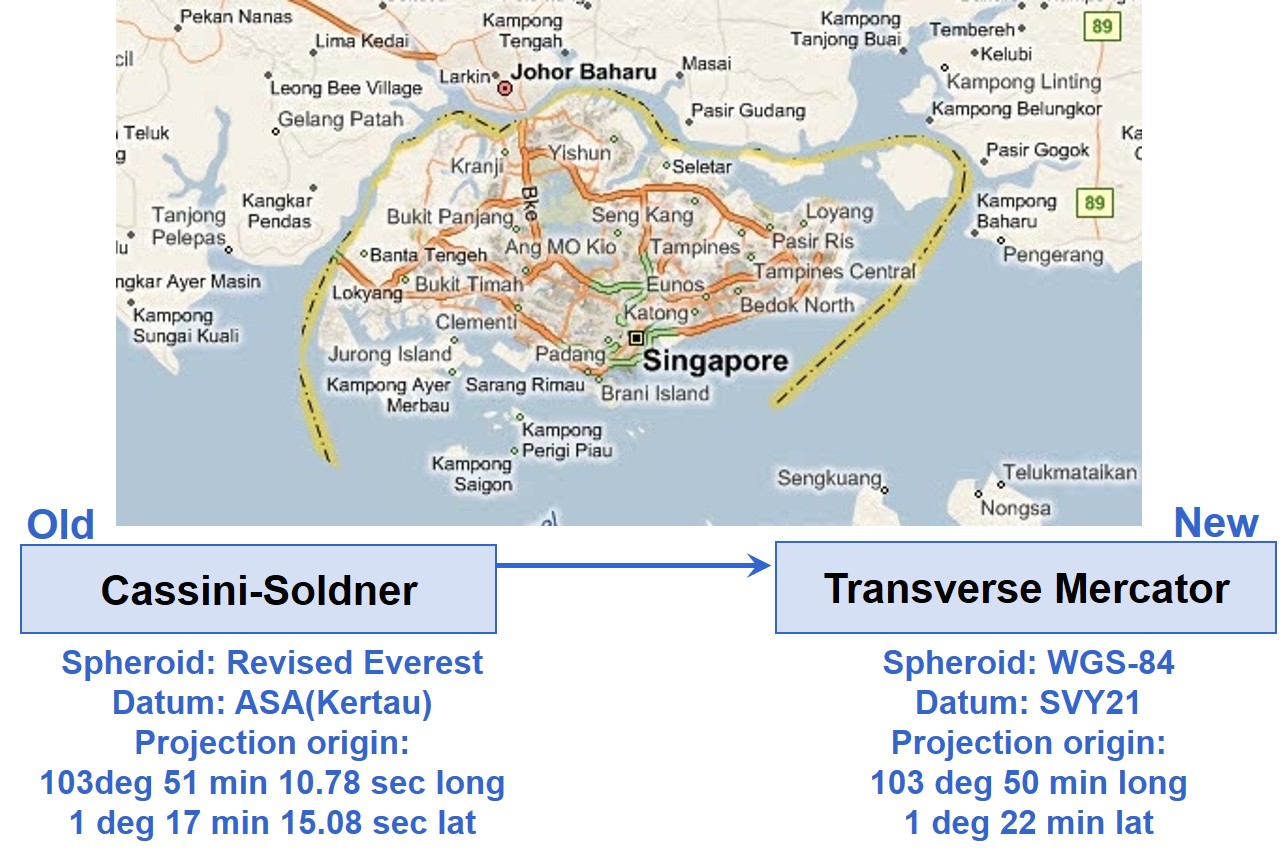 Pekan Nanas
Kampong
Tengah
Kampong
Tanjong Buai
Tembereh
89
Lima Kedai
Larkin
Johor Baharu
Masai
Kelubi
cil
Leong Bee Village
Kampong Linting
Gelang Patah
Pasir Gudang
Kampong Belungkor
Teluk
g
Ka
C
Kranji
Yishun
Seletar
Pasir Gogok
Kangkar
Pendas
Bke
89
Tanjong
Pelepas
Bukit Panjang
Seng Kang
Loyang
Kampong
Baharu
lu
Banta Tengeh
Ang MO Kio
Tampines
Pasir Ris
Pengerang
ngkar Ayer Masin
Lokyang
Bukit Timah
Eunos
Tampines Central
Kampong
Sungai Kuali
Clementi
Katong
Bedok North
Jurong Island
Padang
Singapore
Kampong Ayer
Merbau
Sarang Rimau
Brani Island
Kampong
Perigi Piau
Kampong
Saigon
Sengkuang
Telukmataikan
Nongsa
Old
New
Cassini-Soldner
Transverse Mercator
Spheroid: Revised Everest
Datum: ASA(Kertau)
Projection origin:
103deg 51 min 10.78 sec long
1 deg 17 min 15.08 sec lat
Spheroid: WGS-84
Datum: SVY21
Projection origin:
103 deg 50 min long
1 deg 22 min lat